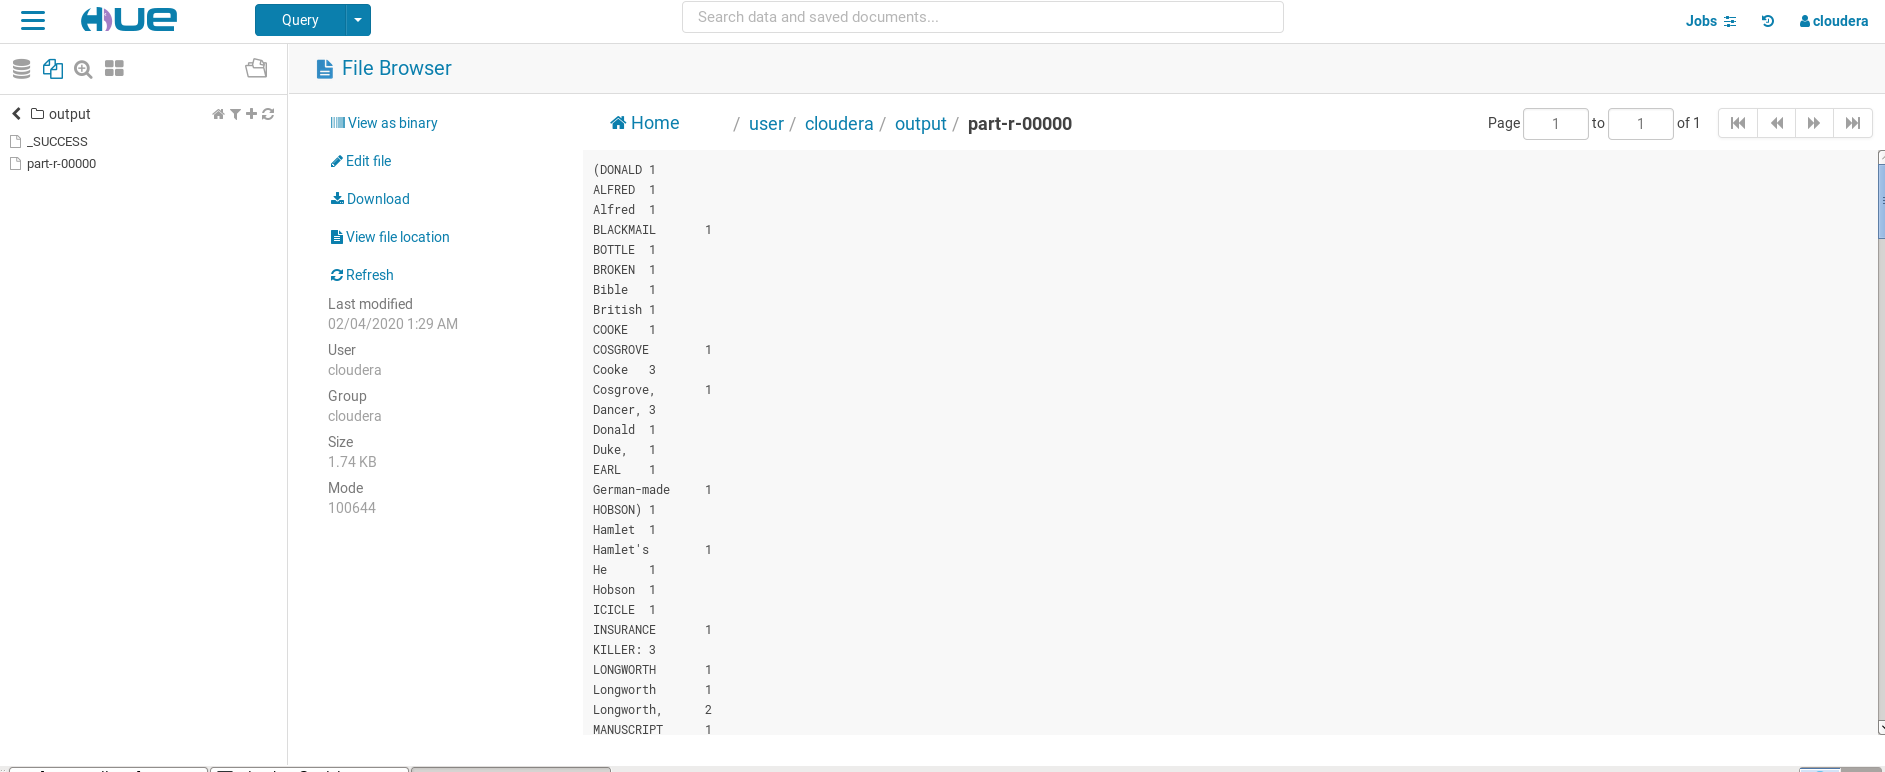 HUE
Query
Search data and saved documents...
Jobs
cloudera
File Browser
output
_SUCCESS
part-r-00000
View as binary
Edit file
Download
View file location
Refresh
Last modified
02/04/2020 1:29 AM
User
cloudera
Group
cloudera
Size
1.74 KB
Mode
100644
Home / user / cloudera / output / part-r-00000
Page 1 to 1 of 1
(DONALD 1
ALFRED 1
Alfred 1
BLACKMAIL 1
BOTTLE 1
BROKEN 1
Bible 1
British 1
COOKE 1
COSGROVE 1
Cooke 3
Cosgrove, 1
Dancer, 3
Donald 1
Duke, 1
EARL 1
German-made 1
HOBSON) 1
Hamlet 1
Hamlet's 1
He 1
Hobson 1
ICICLE 1
INSURANCE 1
KILLER: 3
LONGWORTH 1
Longworth 1
Longworth, 2
MANUSCRIPT 1